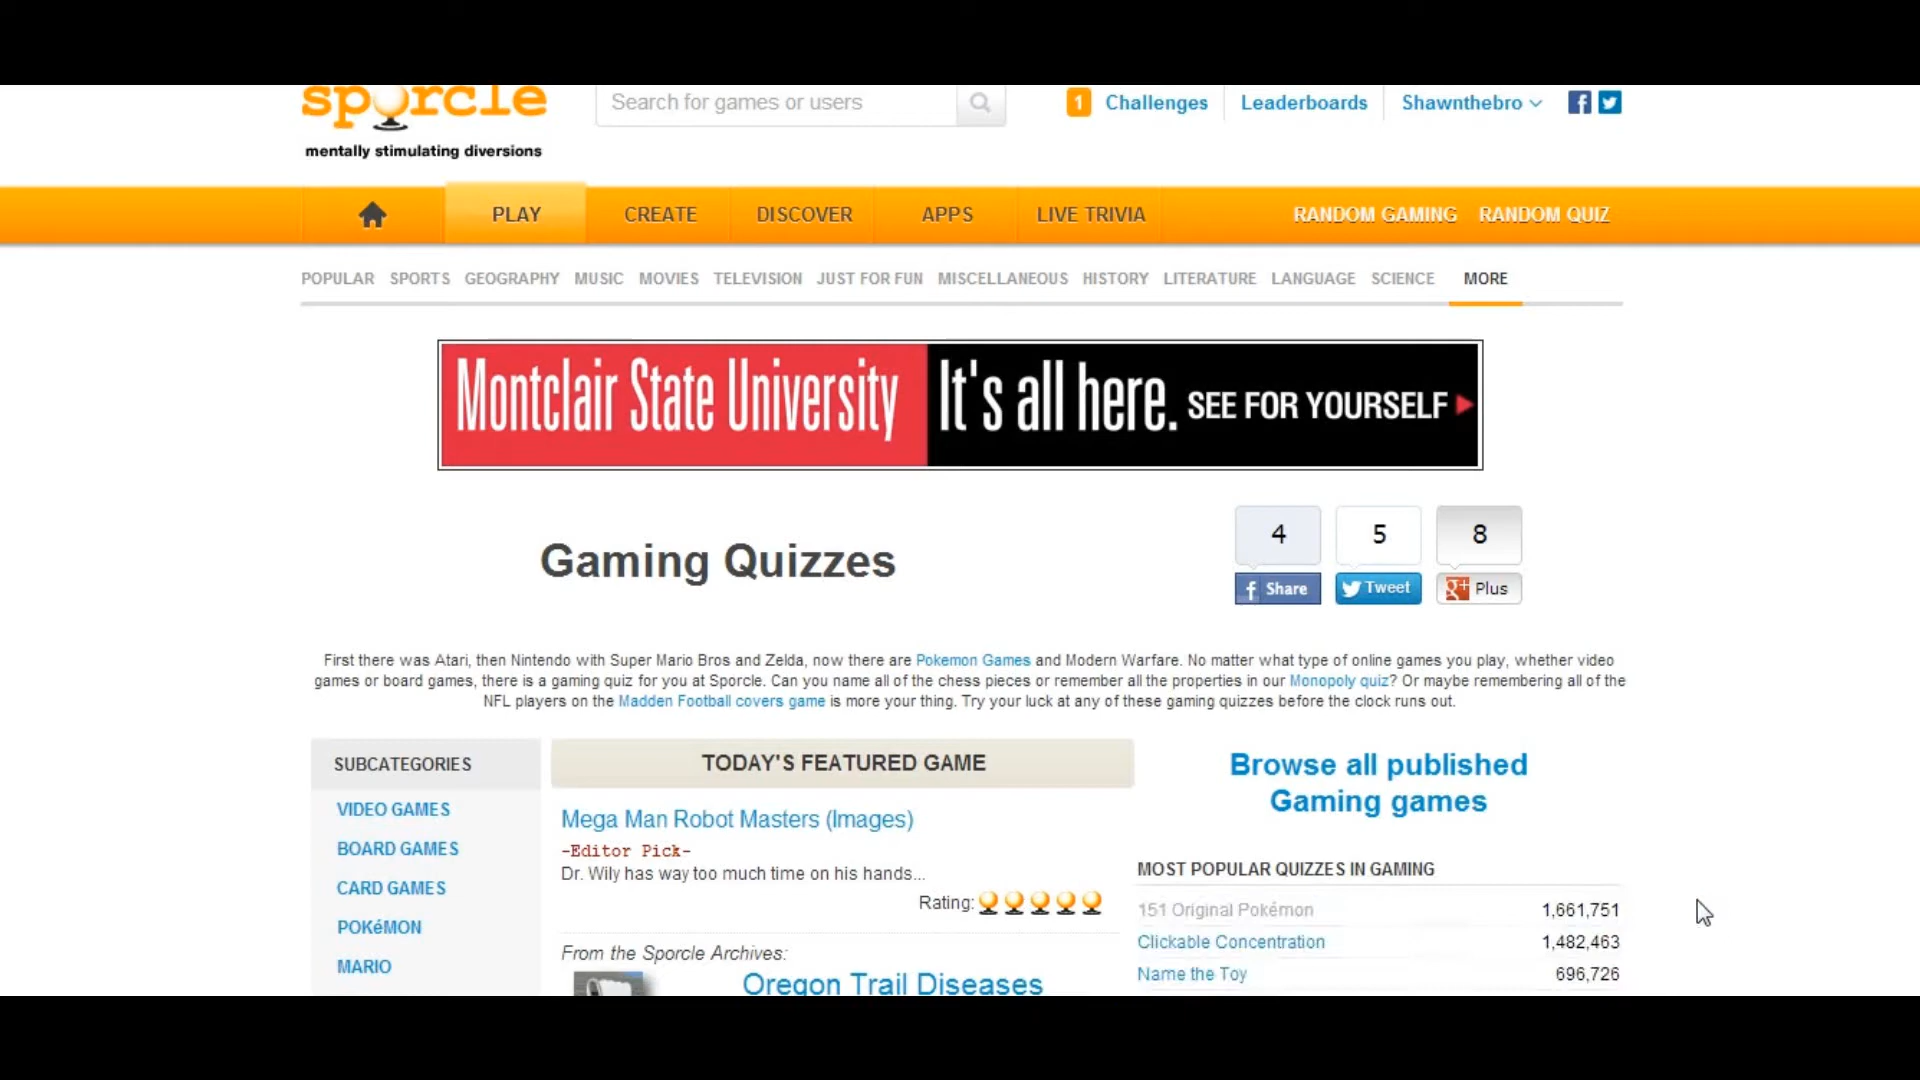 sporcle
mentally stimulating diversions
Search for games or users
1 Challenges Leaderboards Shawnthebro
PLAY CREATE DISCOVER APPS LIVE TRIVIA RANDOM GAMING RANDOM QUIZ
POPULAR SPORTS GEOGRAPHY MUSIC MOVIES TELEVISION JUST FOR FUN MISCELLANEOUS HISTORY LITERATURE LANGUAGE SCIENCE MORE
Montclair State University It's all here. SEE FOR YOURSELF
Gaming Quizzes
4 5 8
f Share Tweet g+ Plus
First there was Atari, then Nintendo with Super Mario Bros and Zelda, now there are Pokemon Games and Modern Warfare. No matter what type of online games you play, whether video
games or board games, there is a gaming quiz for you at Sporcle. Can you name all of the chess pieces or remember all the properties in our Monopoly quiz? Or maybe remembering all of the
NFL players on the Madden Football covers game is more your thing. Try your luck at any of these gaming quizzes before the clock runs out.
SUBCATEGORIES
VIDEO GAMES
BOARD GAMES
CARD GAMES
POKéMON
MARIO
TODAY'S FEATURED GAME
Mega Man Robot Masters (Images)
-Editor Pick-
Dr. Wily has way too much time on his hands...
Rating:
From the Sporcle Archives:
Oregon Trail Diseases
Browse all published
Gaming games
MOST POPULAR QUIZZES IN GAMING
151 Original Pokémon 1,661,751
Clickable Concentration 1,482,463
Name the Toy 696,726